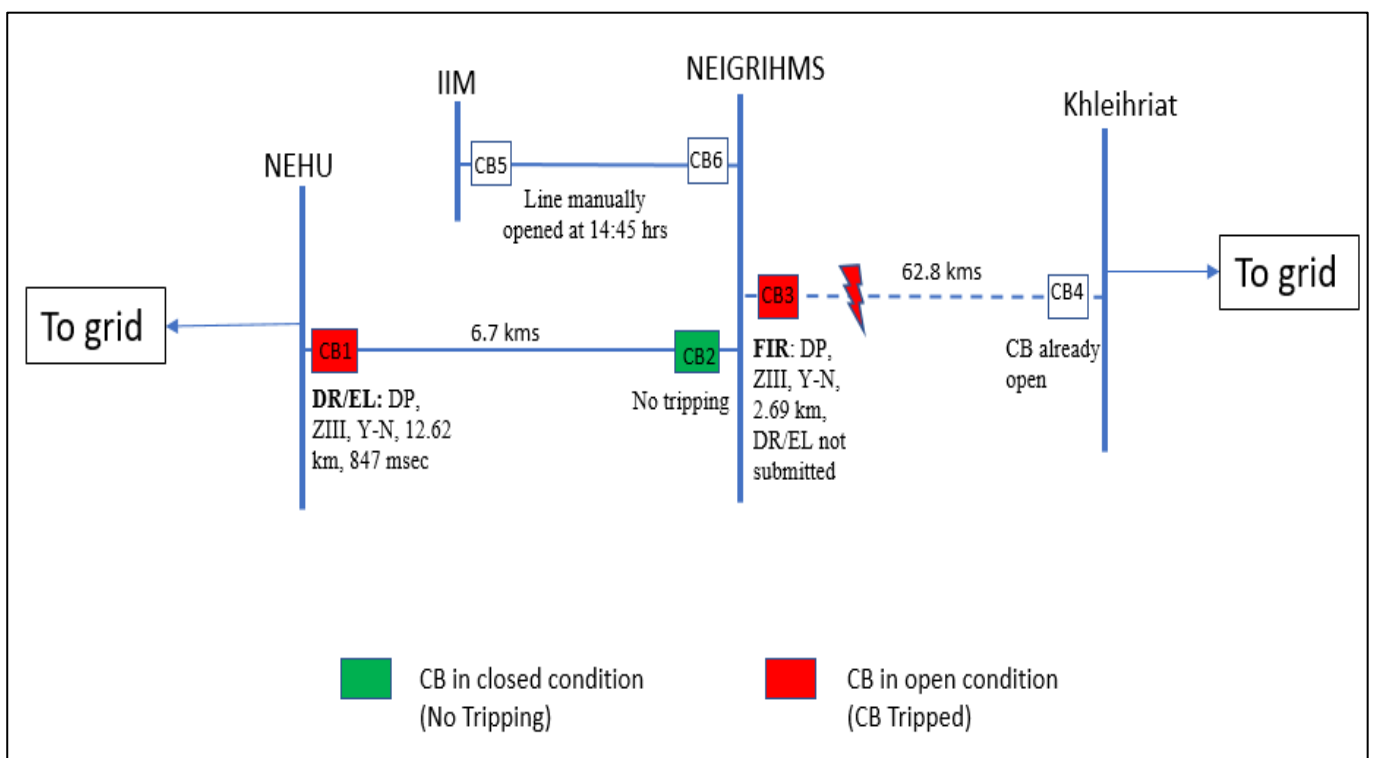 IIM
NEIGRIHMS
Khleihriat
NEHU
CB5
CB6
Line manually
opened at 14:45 hrs
To grid
To grid
CB3
62.8 kms
CB4
CB1
6.7 kms
CB2
CB already
open
No tripping
FIR: DP,
ZIII, Y-N,
2.69 km,
DR/EL not
submitted
DR/EL: DP,
ZIII, Y-N, 12.62
km, 847 msec
CB in closed condition
(No Tripping)
CB in open condition
(CB Tripped)